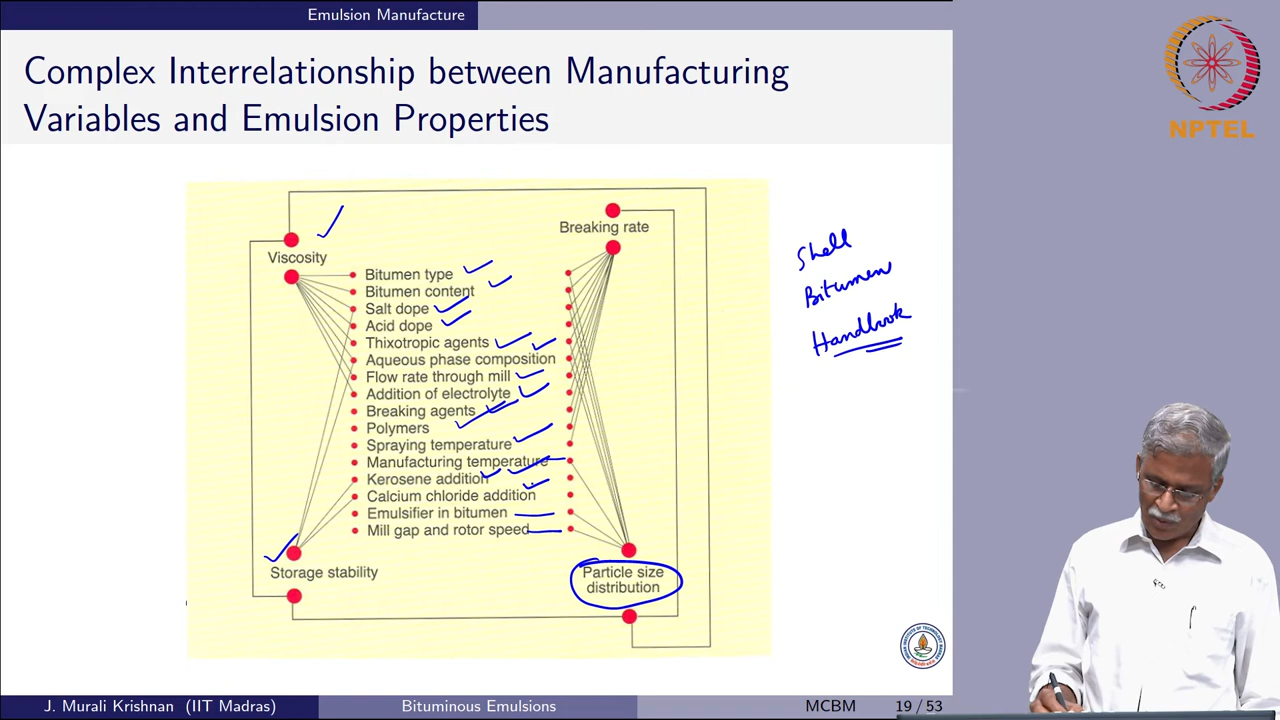 Emulsion Manufacture
Complex Interrelationship between Manufacturing
Variables and Emulsion Properties
NPTEL
Breaking rate
Viscosity
Bitumen type
Bitumen content
Salt dope
Acid dope
Thixotropic agents
Aqueous phase composition
Flow rate through mill
Addition of electrolyte
Breaking agents
Polymers
Spraying temperature
Manufacturing temperature
Kerosene addition
Calcium chloride addition
Emulsifier in bitumen
Mill gap and rotor speed
Storage stability
Particle size
distribution
Shell
Bitumen
Handbook
J. Murali Krishnan (IIT Madras)
Bituminous Emulsions
MCBM
19 / 53